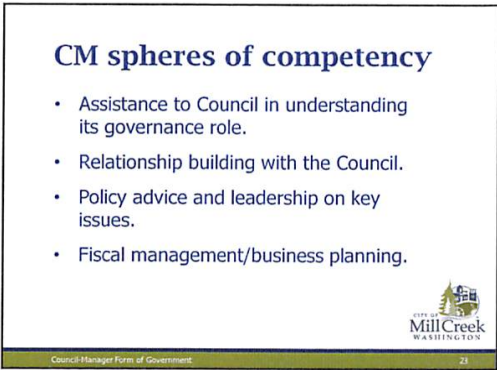 CM spheres of competency
• Assistance to Council in understanding
its governance role.
• Relationship building with the Council.
• Policy advice and leadership on key
issues.
• Fiscal management/business planning.
CITY OF
Mill Creek
WASHINGTON
Council-Manager Form of Government
23